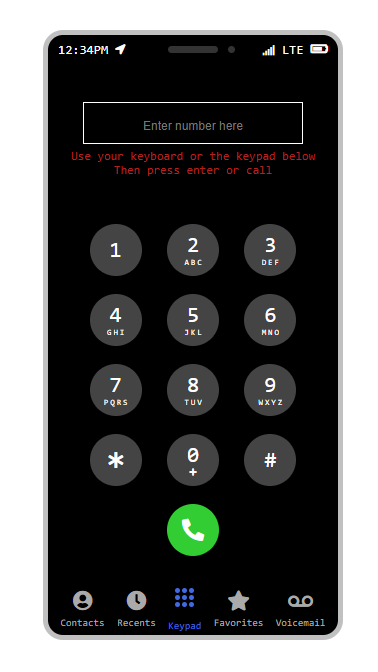 12:34PM LTE
Enter number here
Use your keyboard or the keypad below
Then press enter or call
1 2 3
ABC DEF
4 5 6
GHI JKL MNO
7 8 9
PQRS TUV WXYZ
* 0 #
+
Contacts Recents Keypad Favorites Voicemail